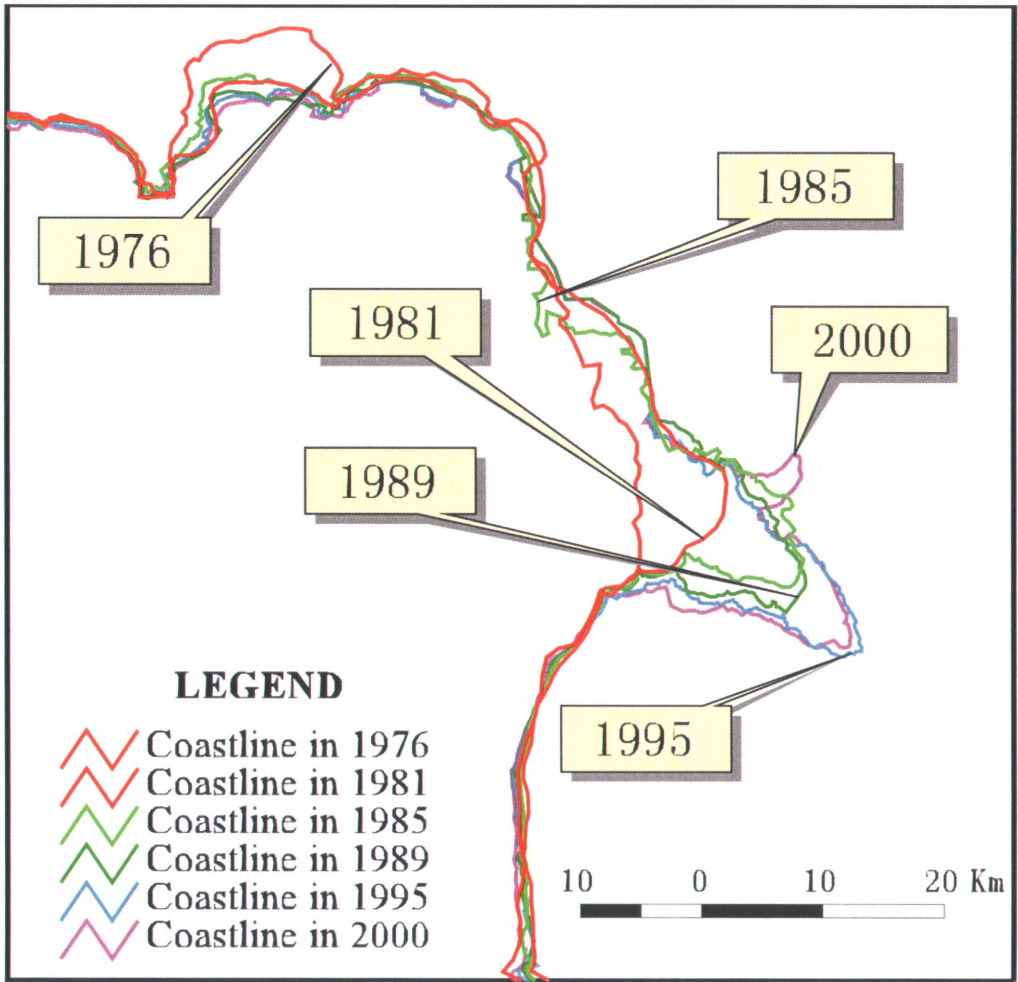 1985
1976
1981
2000
1989
1995
LEGEND
Coastline in 1976
Coastline in 1981
Coastline in 1985
Coastline in 1989
Coastline in 1995
Coastline in 2000
10 0 10 20 Km